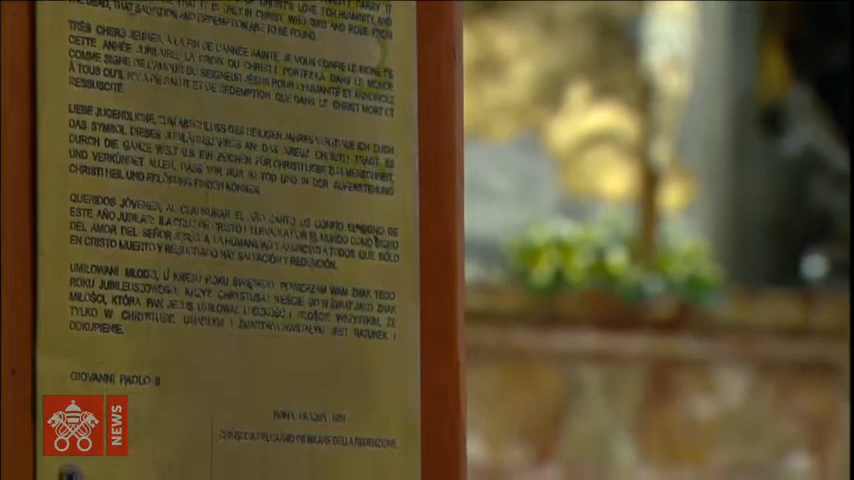 THE DEAD, THAT SALVATION AND REDEMPTION ARE TO BE FOUND.
TRÈS CHERS JEUNES, À LA FIN DE L'ANNÉE SAINTE, JE VOUS CONFIE LE SIGNE DE
CETTE ANNÉE JUBILAIRE: LA CROIX DU CHRIST! PORTEZ-LA DANS LE MONDE
COMME SIGNE DE L'AMOUR DU SEIGNEUR JÉSUS POUR L'HUMANITÉ ET ANNONCEZ
À TOUS QU'IL N'Y A DE SALUT ET DE RÉDEMPTION QUE DANS LE CHRIST MORT ET
RESSUSCITÉ.
LIEBE JUGENDLICHE, ZUM ABSCHLUSS DES HEILIGEN JAHRES VERTRAUE ICH EUCH
DAS SYMBOL DIESES JUBILÄUMSJAHRES AN: DAS KREUZ CHRISTI! TRAGT ES
DURCH DIE GANZE WELT ALS EIN ZEICHEN FÜR CHRISTI LIEBE ZUR MENSCHHEIT,
UND VERKÜNDET ALLEN, DASS WIR NUR IM TOD UND IN DER AUFERSTEHUNG
CHRISTI HEIL UND ERLÖSUNG FINDEN KÖNNEN.
QUERIDOS JÓVENES, AL CLAUSURAR EL AÑO SANTO OS CONFÍO EL SIGNO DE
ESTE AÑO JUBILAR: ¡LA CRUZ DE CRISTO! LLEVADLA POR EL MUNDO COMO SIGNO
DEL AMOR DEL SEÑOR JESÚS A LA HUMANIDAD Y ANUNCIAD A TODOS QUE SÓLO
EN CRISTO MUERTO Y RESUCITADO HAY SALVACIÓN Y REDENCIÓN.
UMIŁOWANI MŁODZI, U KRESU ROKU ŚWIĘTEGO POWIERZAM WAM ZNAK TEGO
ROKU JUBILEUSZOWEGO: KRZYŻ CHRYSTUSA! NIEŚCIE GO W ŚWIAT JAKO ZNAK
MIŁOŚCI, KTÓRĄ PAN JEZUS UMIŁOWAŁ LUDZKOŚĆ I GŁOŚCIE WSZYSTKIM, ŻE
TYLKO W CHRYSTUSIE UMARŁYM I ZMARTWYCHWSTAŁYM JEST RATUNEK I
ODKUPIENIE.
GIOVANNI PAOLO II
ROMA
NEWS